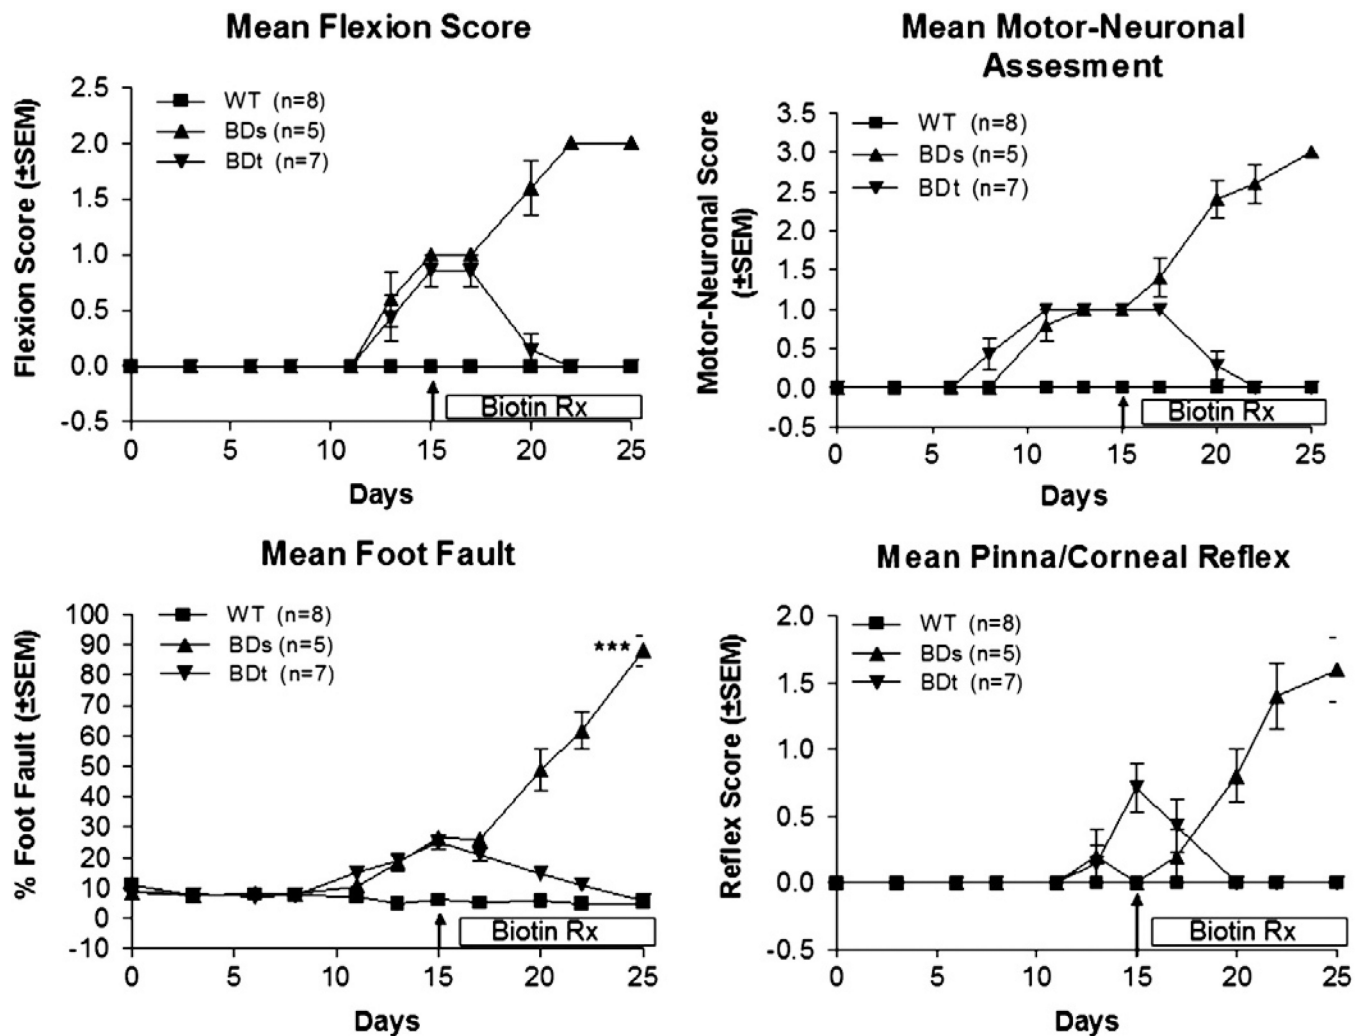 Mean Flexion Score
2.5
2.0
1.5
1.0
0.5
0.0
-0.5
Flexion Score (±SEM)
WT (n=8)
BDs (n=5)
BDt (n=7)
Biotin Rx
0 5 10 15 20 25
Days
Mean Motor-Neuronal
Assesment
3.5
3.0
2.5
2.0
1.5
1.0
0.5
0.0
-0.5
Motor-Neuronal Score
(±SEM)
WT (n=8)
BDs (n=5)
BDt (n=7)
Biotin Rx
0 5 10 15 20 25
Days
Mean Foot Fault
100
90
80
70
60
50
40
30
20
10
0
-10
% Foot Fault (±SEM)
WT (n=8)
BDs (n=5)
BDt (n=7)
***
Biotin Rx
0 5 10 15 20 25
Days
Mean Pinna/Corneal Reflex
2.0
1.5
1.0
0.5
0.0
-0.5
Reflex Score (±SEM)
WT (n=8)
BDs (n=5)
BDt (n=7)
Biotin Rx
0 5 10 15 20 25
Days